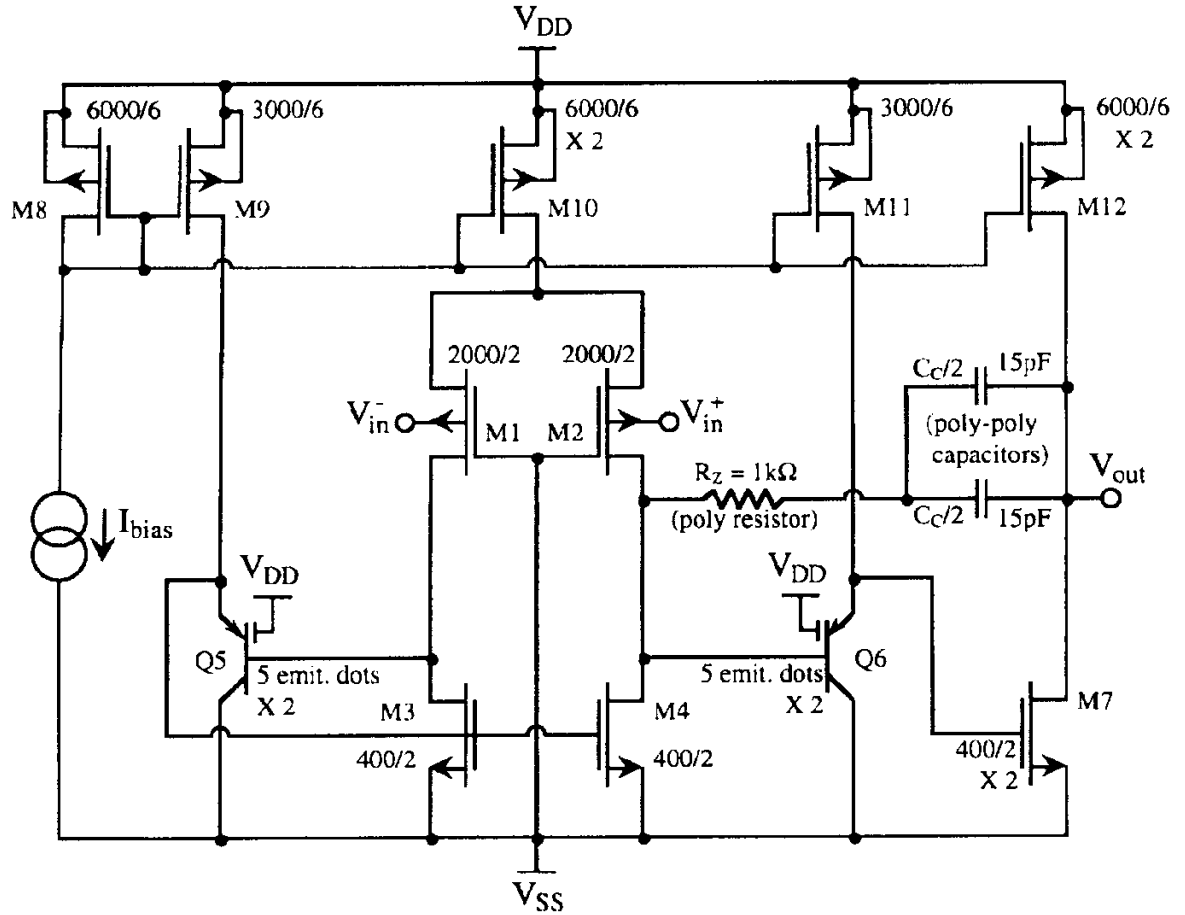 V_DD
6000/6
3000/6
6000/6
X 2
3000/6
6000/6
X 2
M8
M9
M10
M11
M12
2000/2
2000/2
V_in^-
M1
M2
V_in^+
C_C/2
15pF
(poly-poly
capacitors)
R_Z = 1kΩ
(poly resistor)
C_C/2
15pF
V_out
I_bias
V_DD
V_DD
Q5
5 emit. dots
X 2
5 emit. dots
X 2
Q6
M3
M4
M7
400/2
400/2
400/2
X 2
V_SS